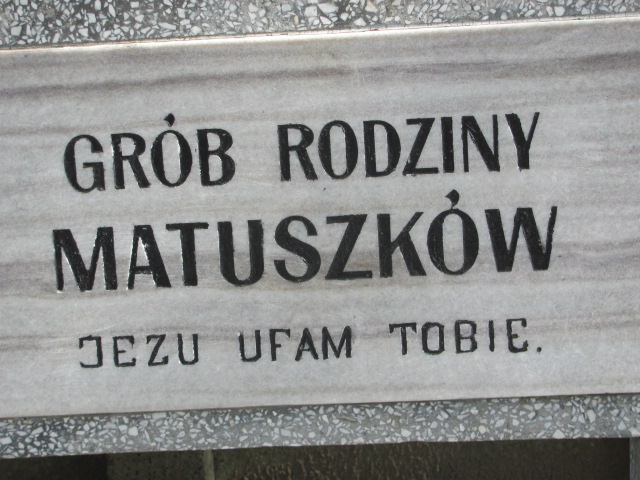 GRÓB RODZINY
MATUSZKÓW
JEZU UFAM TOBIE.